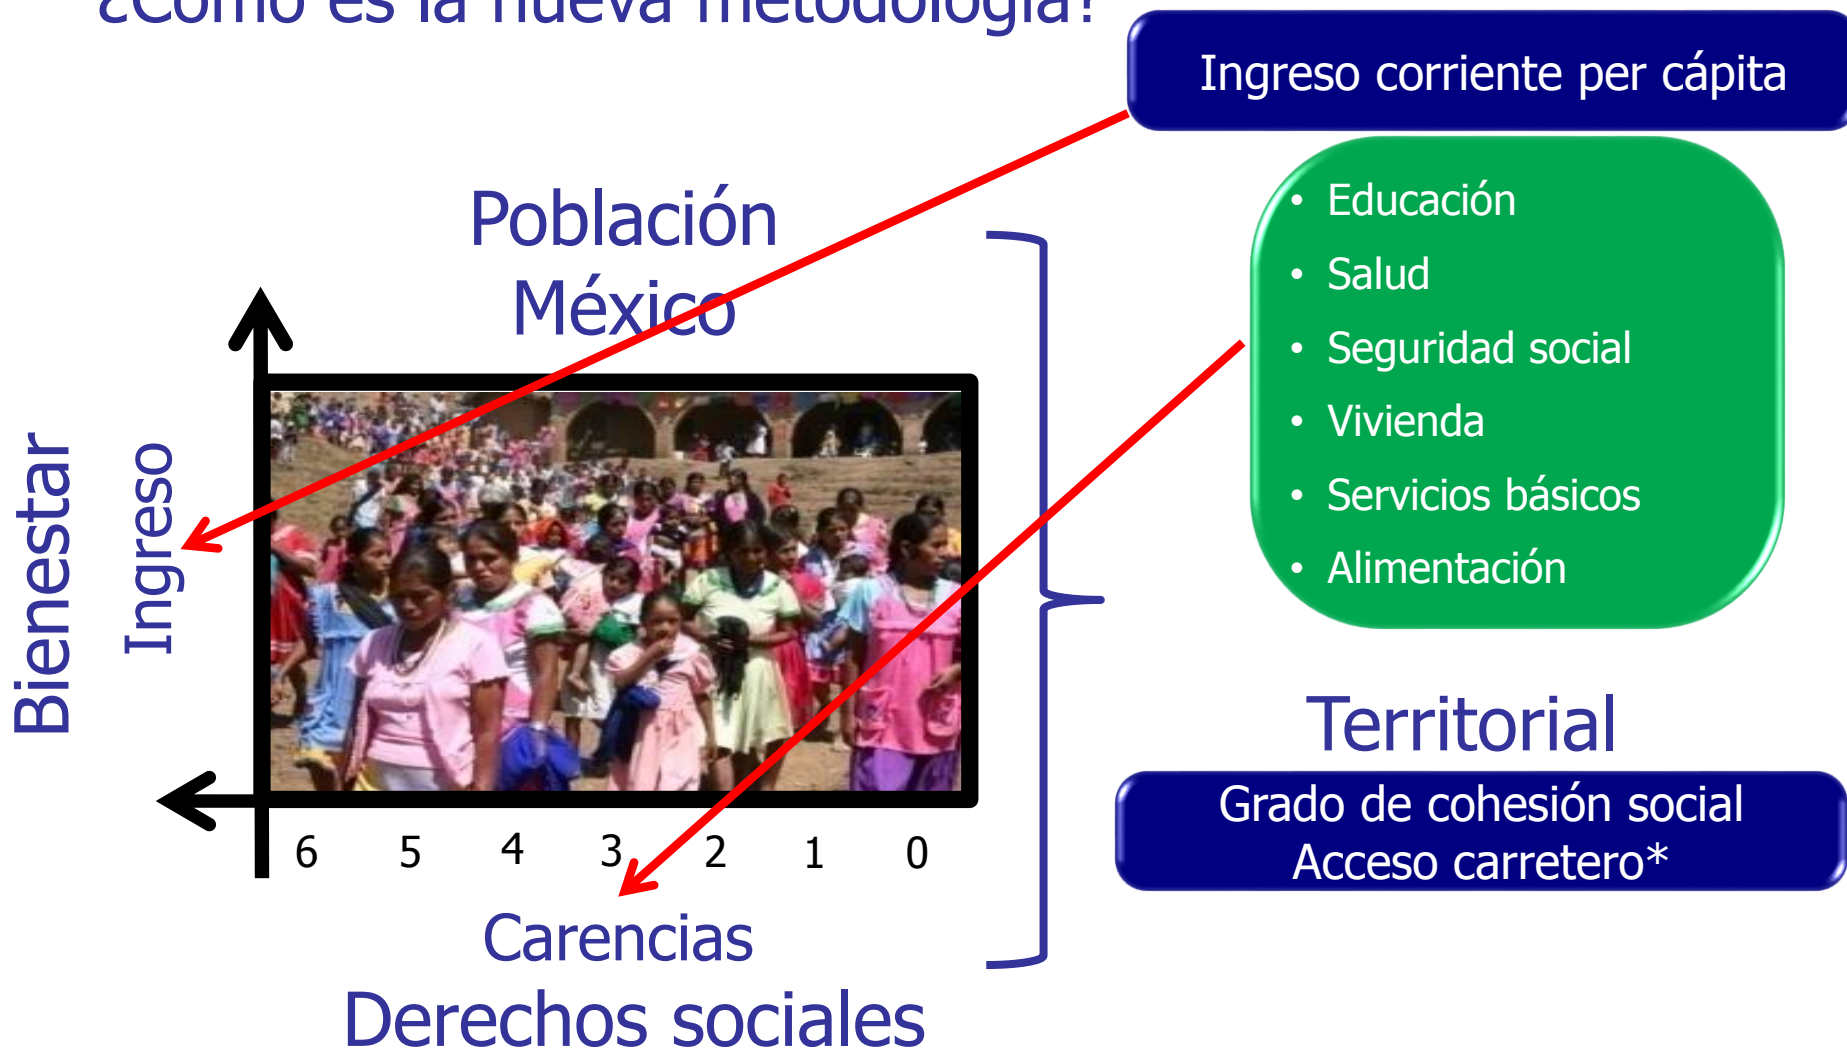 ¿Cómo es la nueva metodología?
Ingreso corriente per cápita
• Educación
• Salud
• Seguridad social
• Vivienda
• Servicios básicos
• Alimentación
Población
México
Bienestar
Ingreso
6 5 4 3 2 1 0
Carencias
Derechos sociales
Territorial
Grado de cohesión social
Acceso carretero*